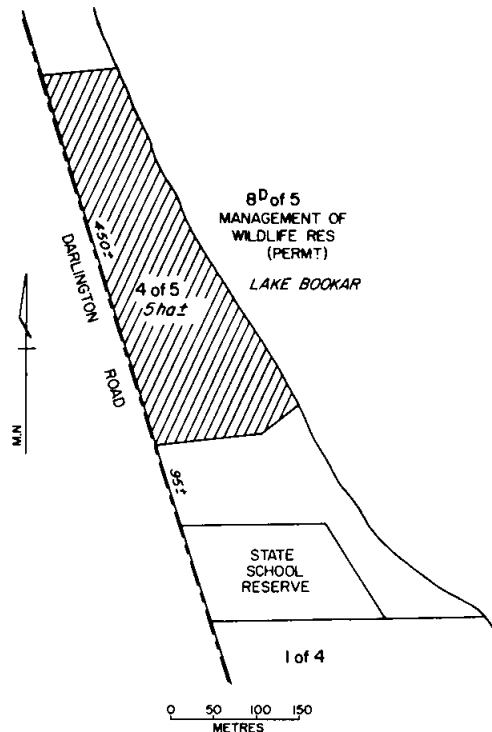 8ᴰ of 5
MANAGEMENT OF
WILDLIFE RES
(PERMT)
LAKE BOOKAR
450±
DARLINGTON
ROAD
4 of 5
5ha±
M.N
95±
STATE
SCHOOL
RESERVE
1 of 4
0 50 100 150
METRES